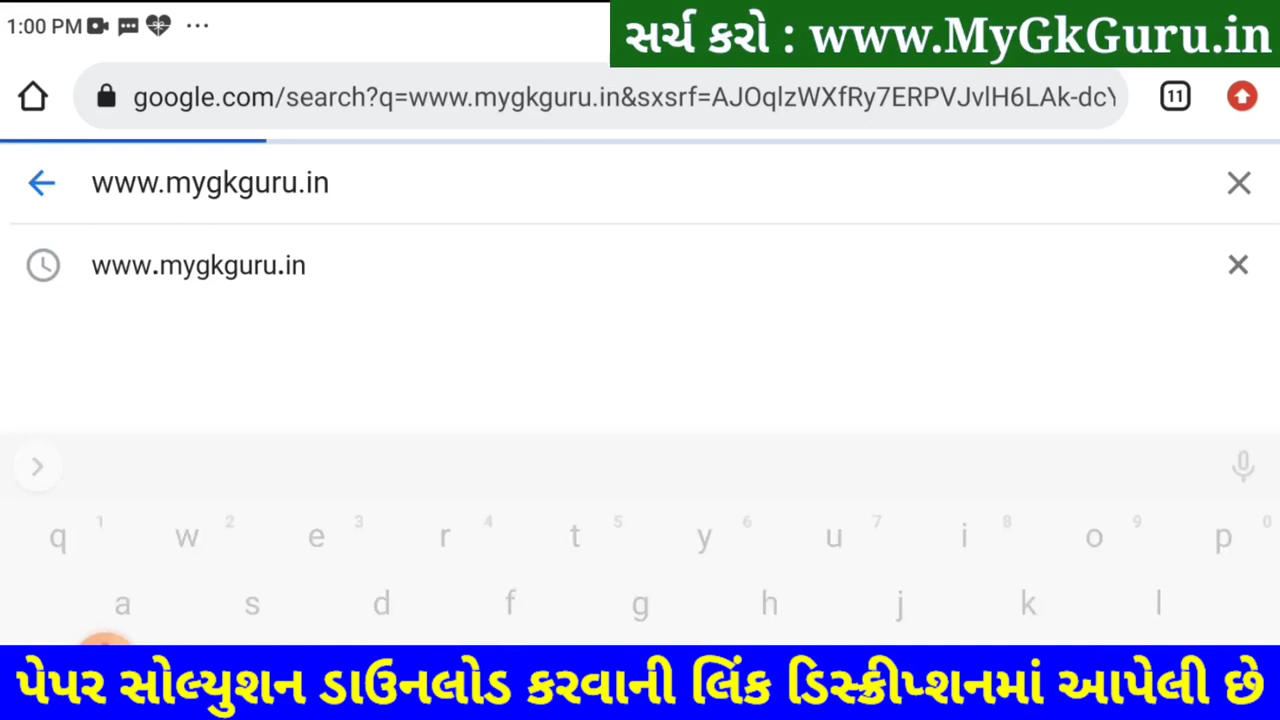 1:00 PM
સર્ચ કરો : www.MyGkGuru.in
google.com/search?q=www.mygkguru.in&sxsrf=AJOqlzWXfRy7ERPVJvlH6LAk-dcY
11
www.mygkguru.in
www.mygkguru.in
q 1 w 2 e 3 r 4 t 5 y 6 u 7 i 8 o 9 p 0
a s d f g h j k l
પેપર સોલ્યુશન ડાઉનલોડ કરવાની લિંક ડિસ્ક્રીપ્શનમાં આપેલી છે